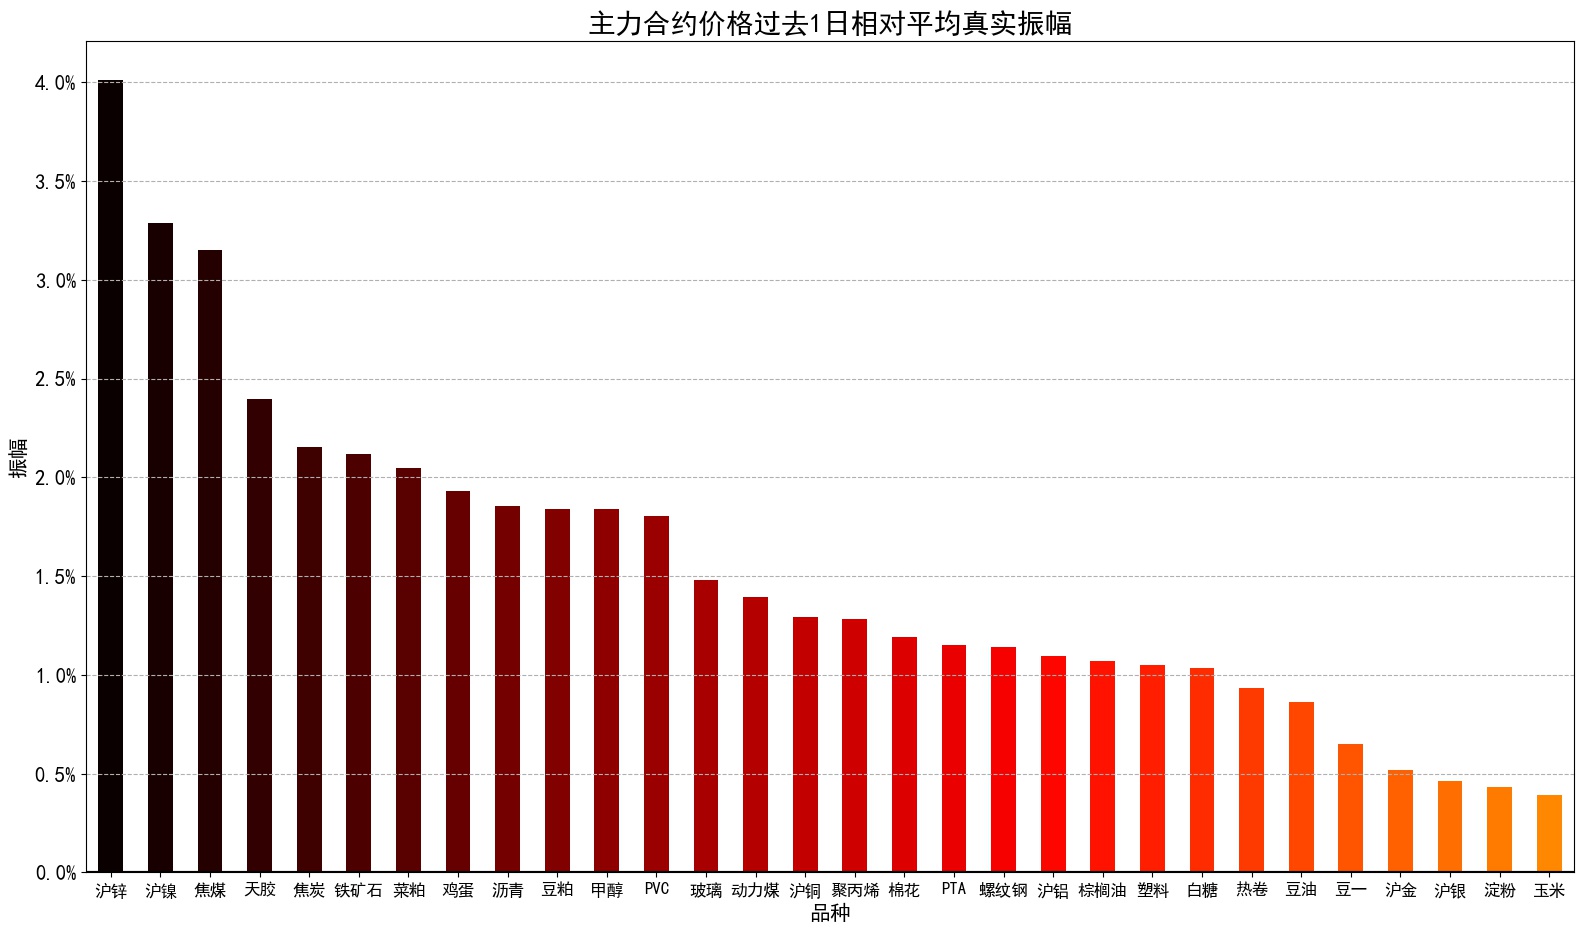 主力合约价格过去1日相对平均真实振幅
4.0%
3.5%
3.0%
2.5%
2.0%
1.5%
1.0%
0.5%
0.0%
振幅
沪锌 沪镍 焦煤 天胶 焦炭 铁矿石 菜粕 鸡蛋 沥青 豆粕 甲醇 PVC 玻璃 动力煤 沪铜 聚丙烯 棉花 PTA 螺纹钢 沪铝 棕榈油 塑料 白糖 热卷 豆油 豆一 沪金 沪银 淀粉 玉米
品种